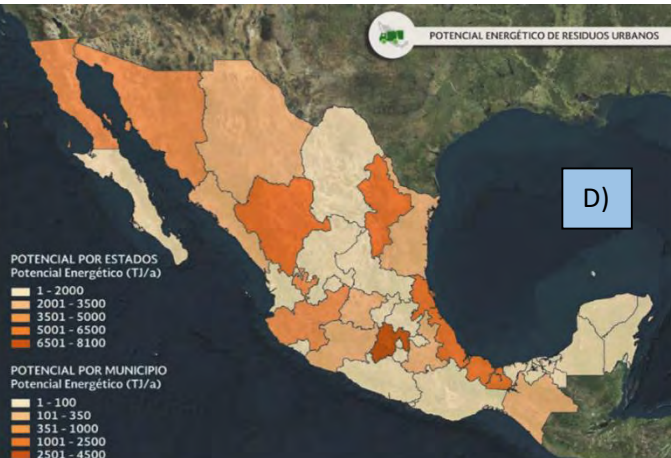 POTENCIAL ENERGÉTICO DE RESIDUOS URBANOS
D)
POTENCIAL POR ESTADOS
Potencial Energético (TJ/a)
1 - 2000
2001 - 3500
3501 - 5000
5001 - 6500
6501 - 8100
POTENCIAL POR MUNICIPIO
Potencial Energético (TJ/a)
1 - 100
101 - 350
351 - 1000
1001 - 2500
2501 - 4500